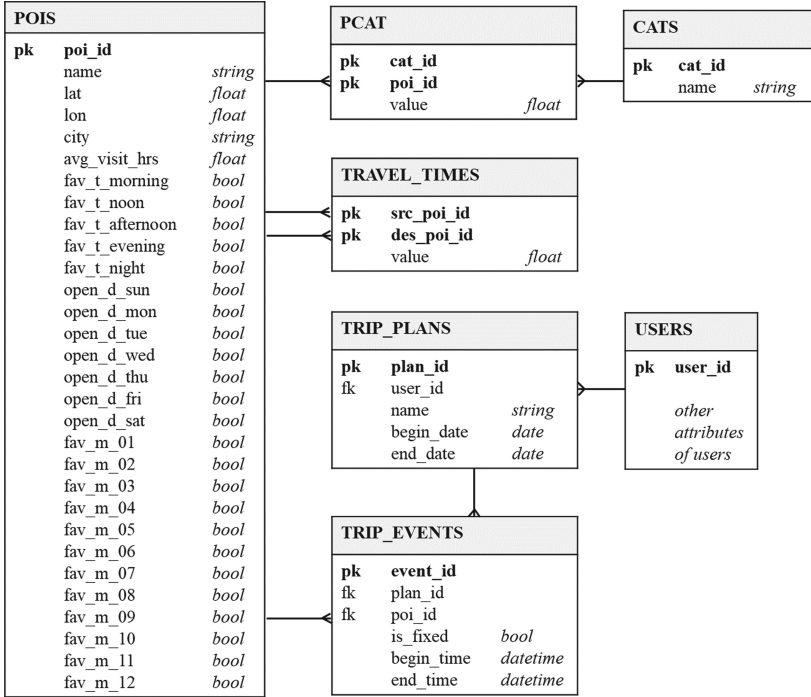 POIS
pk poi_id
name string
lat float
lon float
city string
avg_visit_hrs float
fav_t_morning bool
fav_t_noon bool
fav_t_afternoon bool
fav_t_evening bool
fav_t_night bool
open_d_sun bool
open_d_mon bool
open_d_tue bool
open_d_wed bool
open_d_thu bool
open_d_fri bool
open_d_sat bool
fav_m_01 bool
fav_m_02 bool
fav_m_03 bool
fav_m_04 bool
fav_m_05 bool
fav_m_06 bool
fav_m_07 bool
fav_m_08 bool
fav_m_09 bool
fav_m_10 bool
fav_m_11 bool
fav_m_12 bool
PCAT
pk cat_id
pk poi_id
value float
CATS
pk cat_id
name string
TRAVEL_TIMES
pk src_poi_id
pk des_poi_id
value float
TRIP_PLANS
pk plan_id
fk user_id
name string
begin_date date
end_date date
USERS
pk user_id
other
attributes
of users
TRIP_EVENTS
pk event_id
fk plan_id
fk poi_id
is_fixed bool
begin_time datetime
end_time datetime